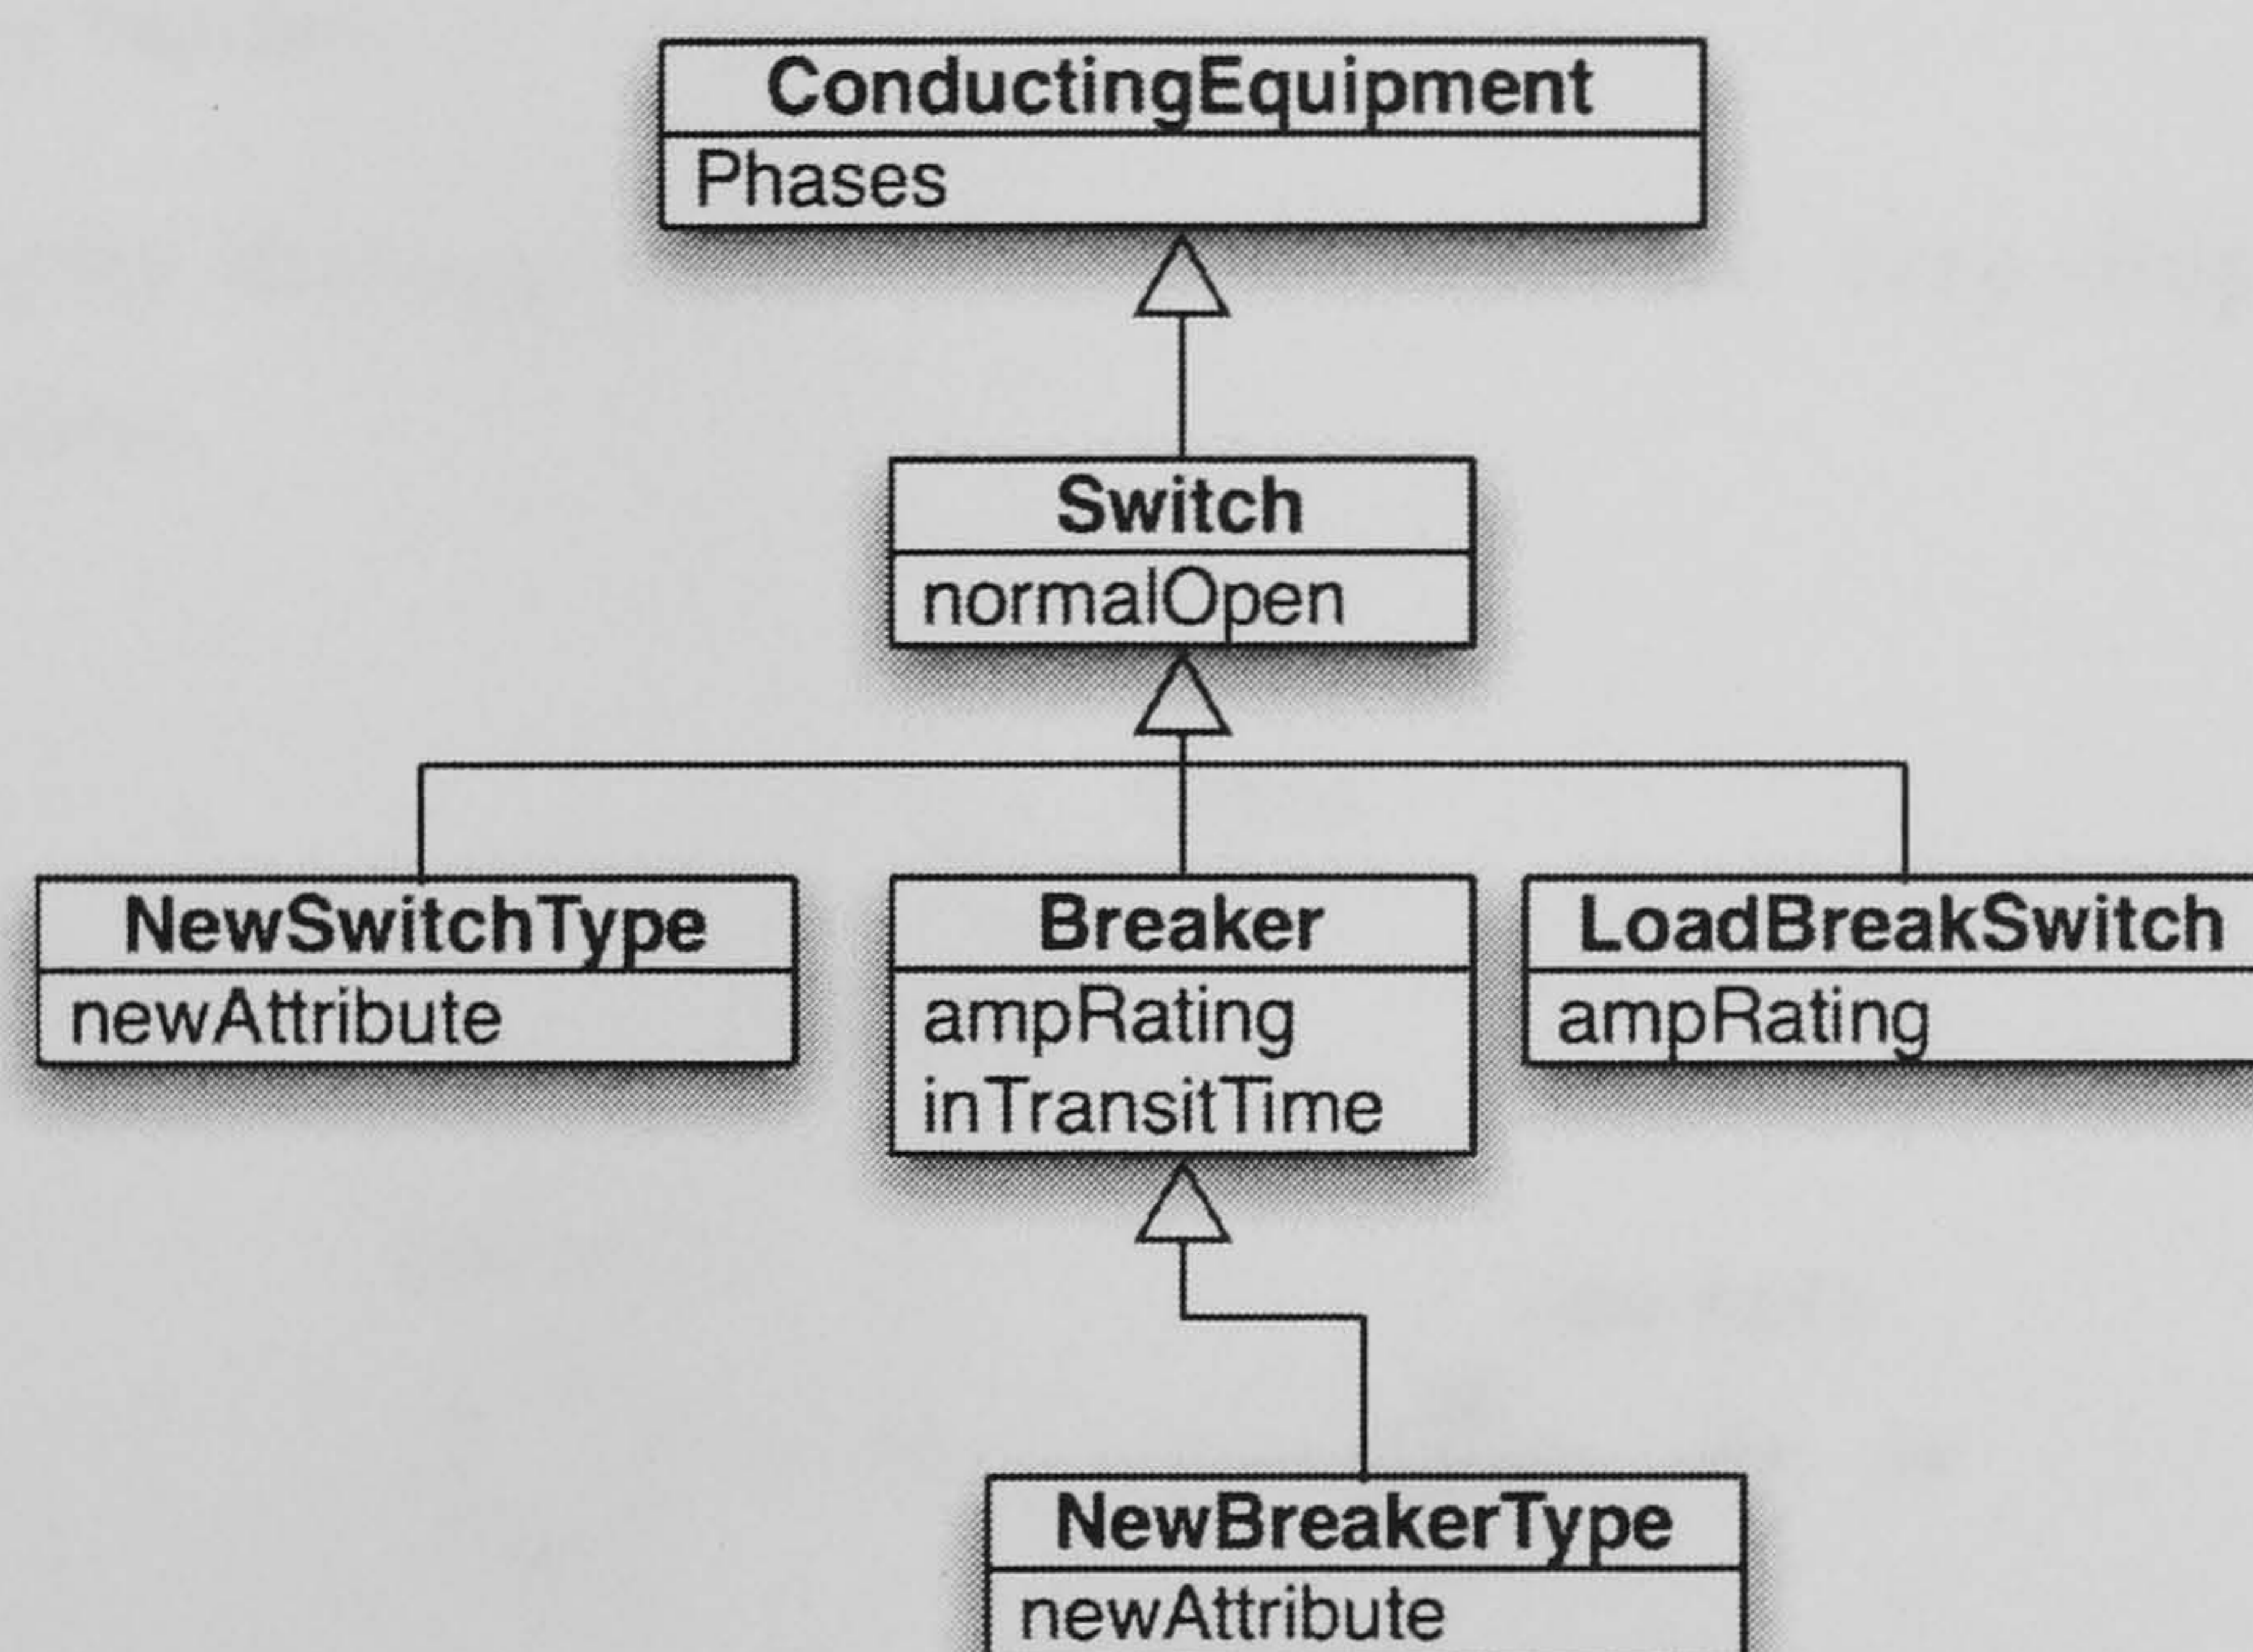 ConductingEquipment
Phases
Switch
normalOpen
NewSwitchType
newAttribute
Breaker
ampRating
inTransitTime
LoadBreakSwitch
ampRating
NewBreakerType
newAttribute